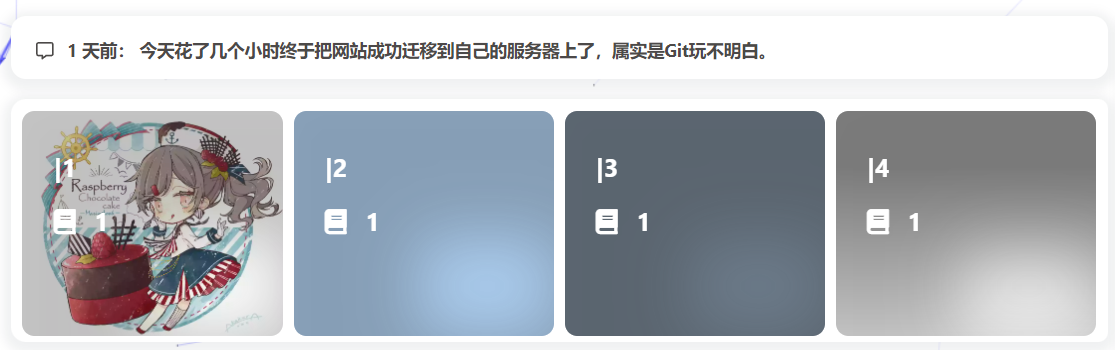 1 天前： 今天花了几个小时终于把网站成功迁移到自己的服务器上了，属实是Git玩不明白。
|1
Raspberry
Chocolate
cake
1
|2
1
|3
1
|4
1